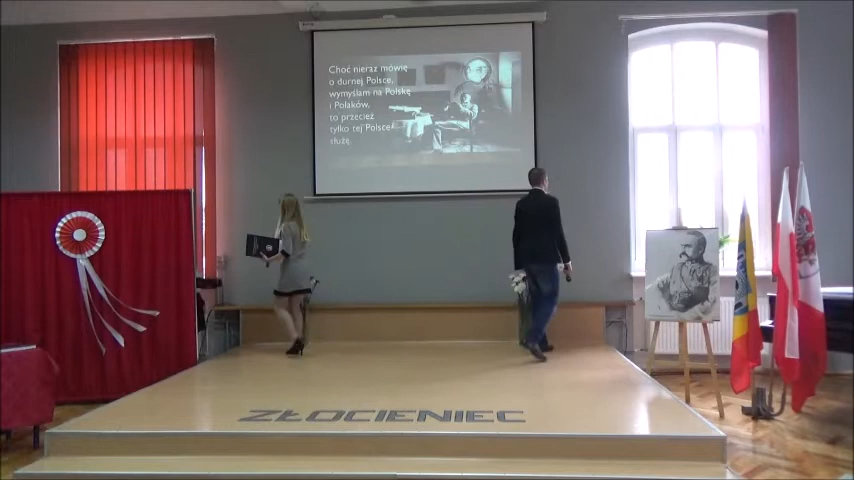 Choć nieraz mówię
o durnej Polsce,
wymyślam na Polskę
i Polaków,
to przecież
tylko tej Polsce
służę.
ZŁOCIENIEC